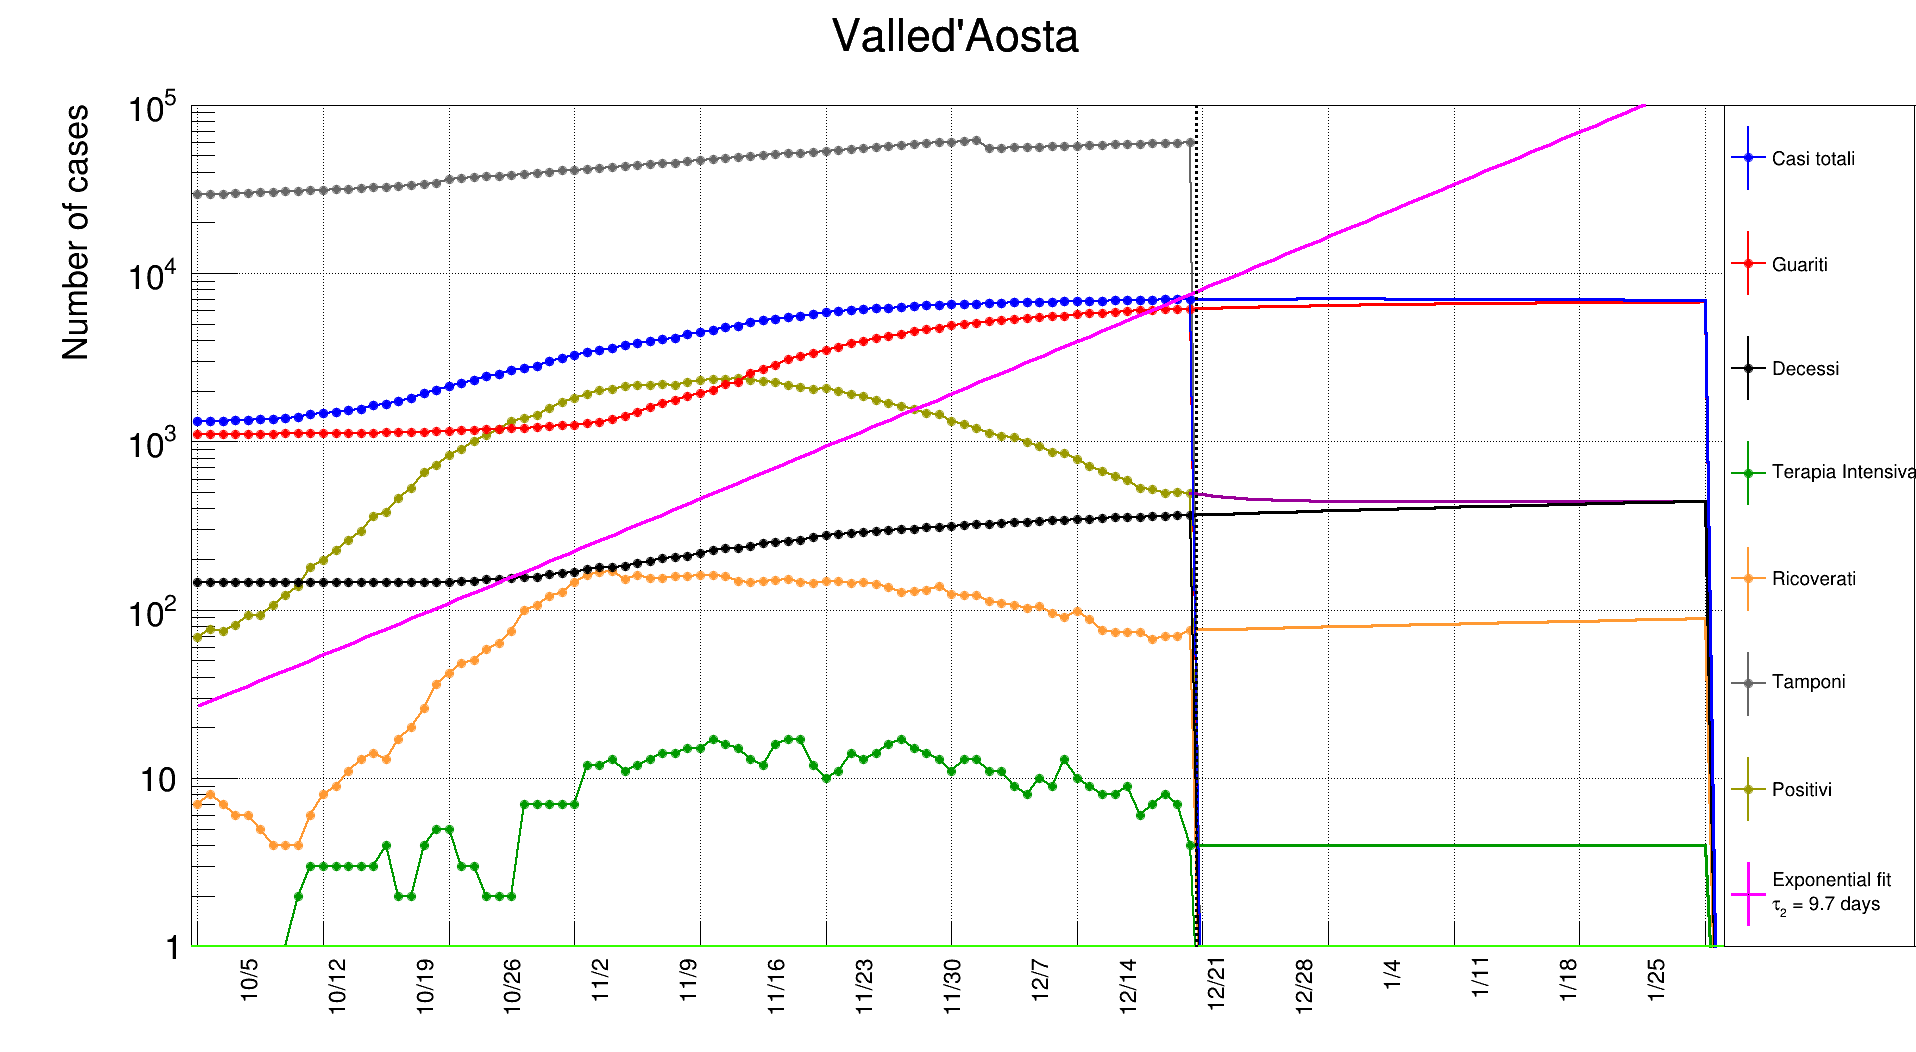 Valled'Aosta
Number of cases
10^5
10^4
10^3
10^2
10
1
10/5
10/12
10/19
10/26
11/2
11/9
11/16
11/23
11/30
12/7
12/14
12/21
12/28
1/4
1/11
1/18
1/25
Casi totali
Guariti
Decessi
Terapia Intensiva
Ricoverati
Tamponi
Positivi
Exponential fit
τ₂ = 9.7 days